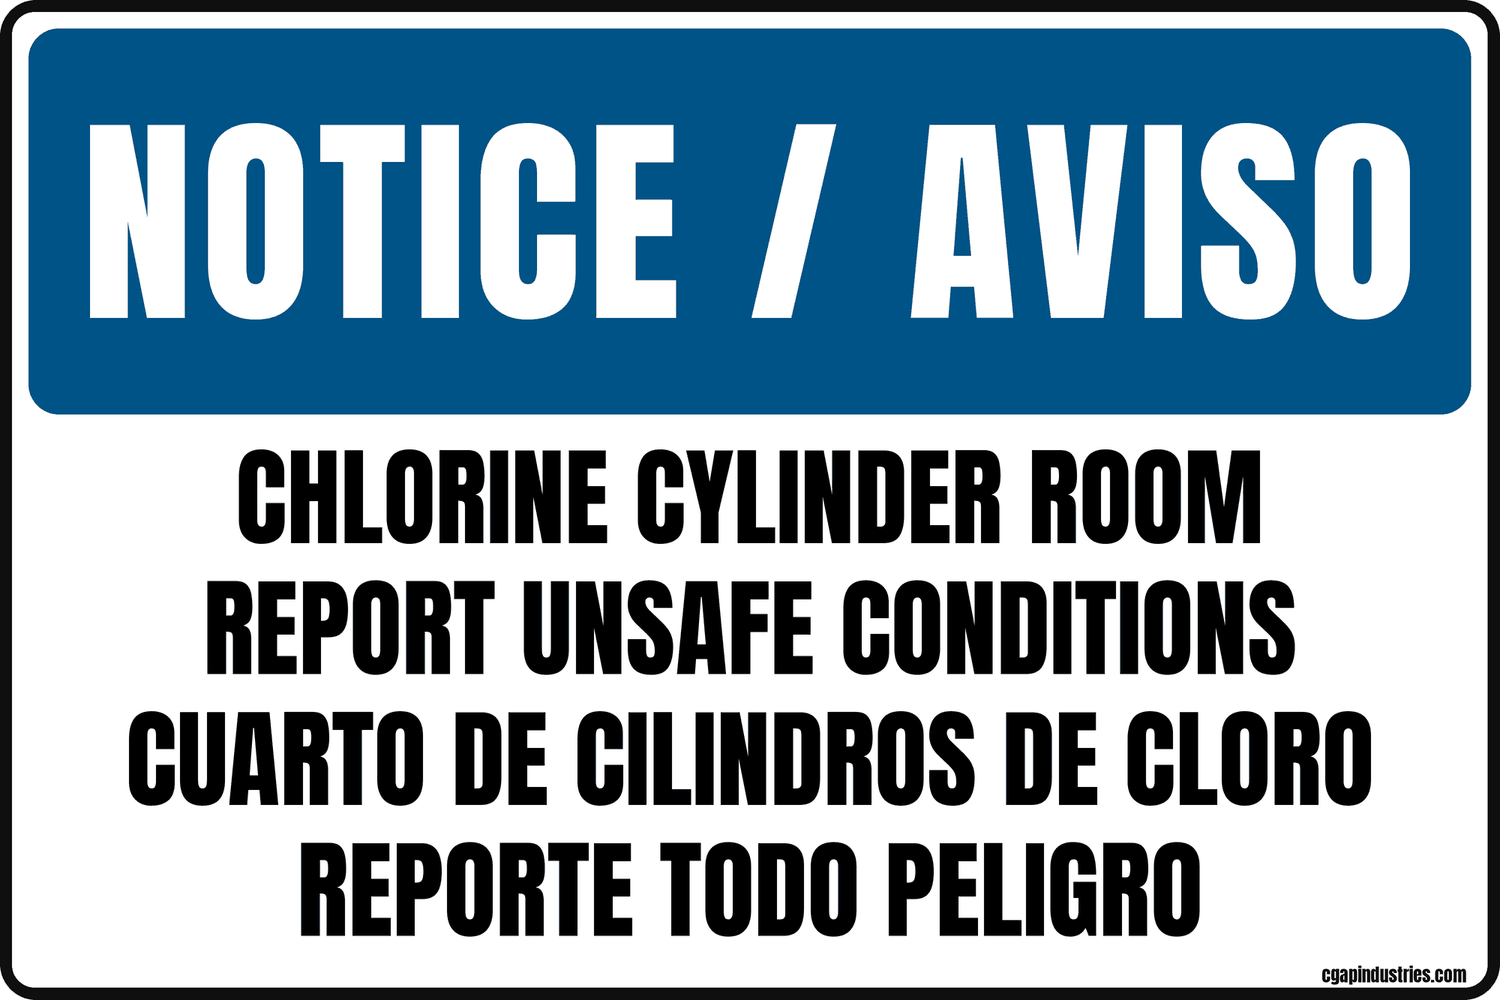 NOTICE / AVISO
CHLORINE CYLINDER ROOM
REPORT UNSAFE CONDITIONS
CUARTO DE CILINDROS DE CLORO
REPORTE TODO PELIGRO
cgapindustries.com